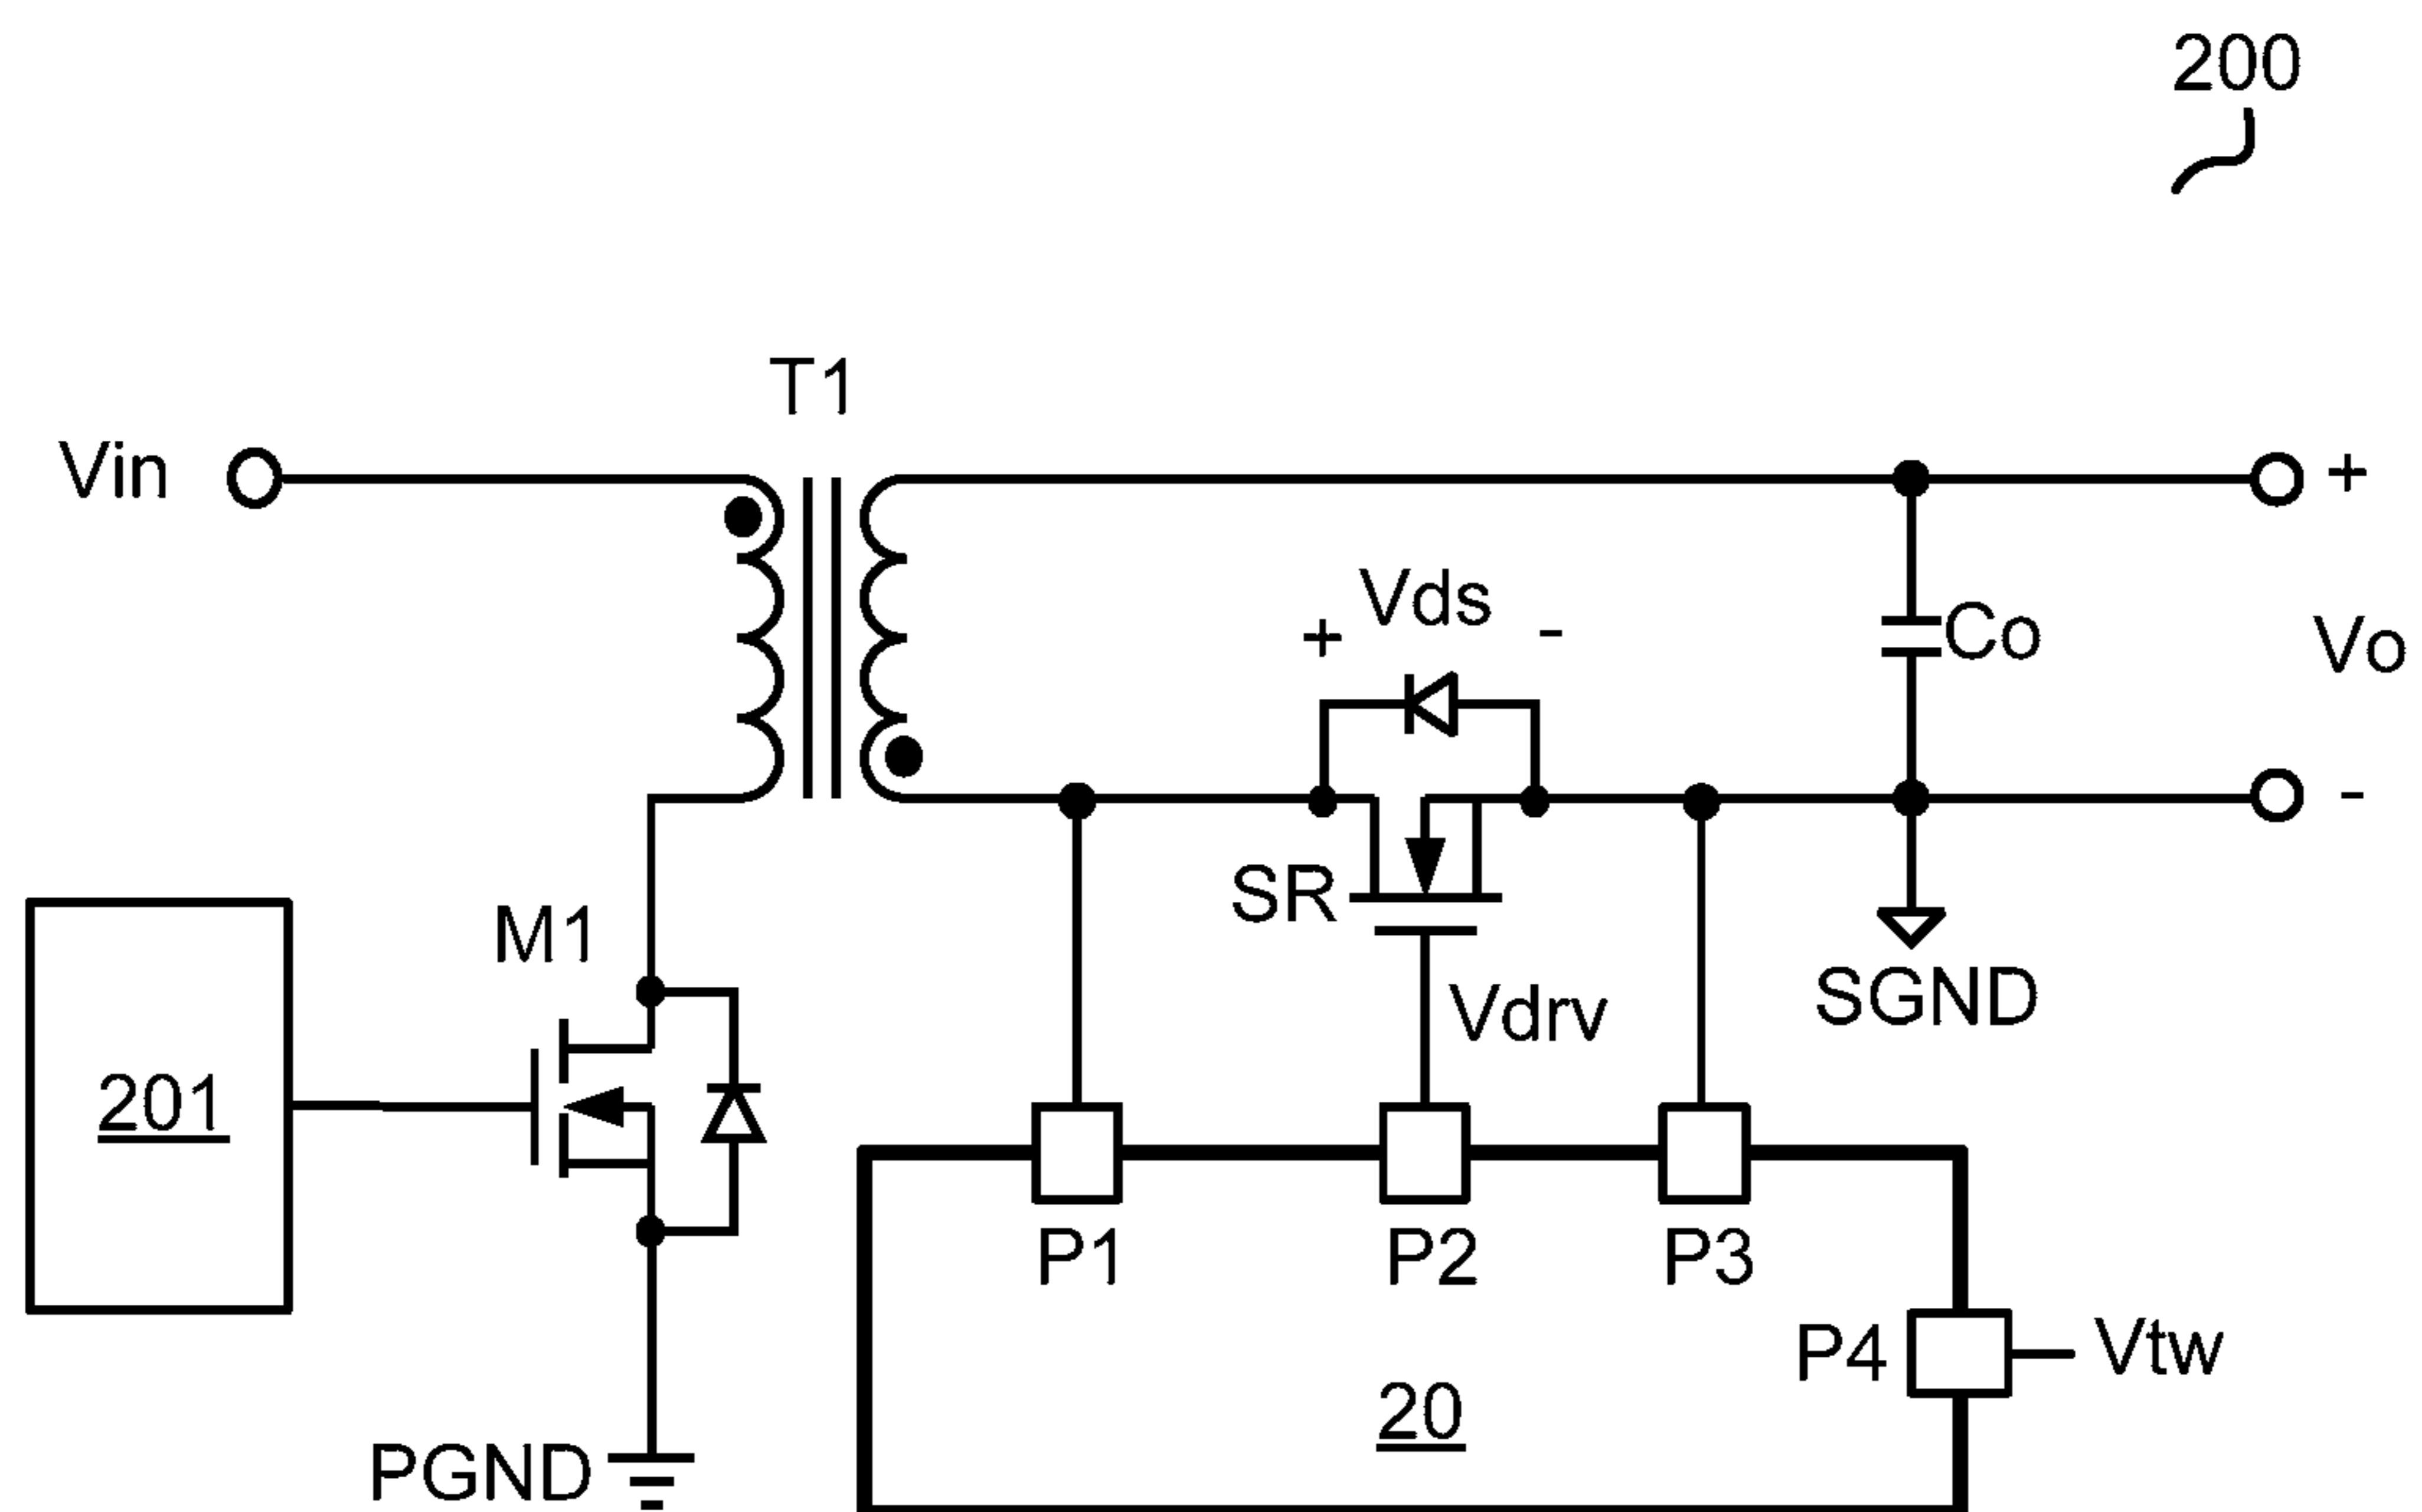 200
T1
Vin
+
Vds
+ -
Co
Vo
-
SR
M1
SGND
Vdrv
201
P1
P2
P3
P4
Vtw
20
PGND